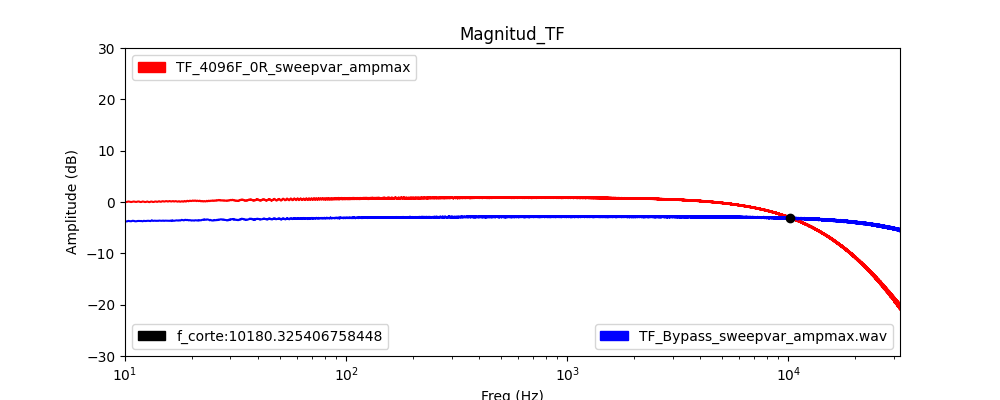 Magnitud_TF
30
20
10
0
−10
−20
−30
Amplitude (dB)
TF_4096F_0R_sweepvar_ampmax
f_corte:10180.325406758448
TF_Bypass_sweepvar_ampmax.wav
10¹
10²
10³
10⁴
Freq (Hz)